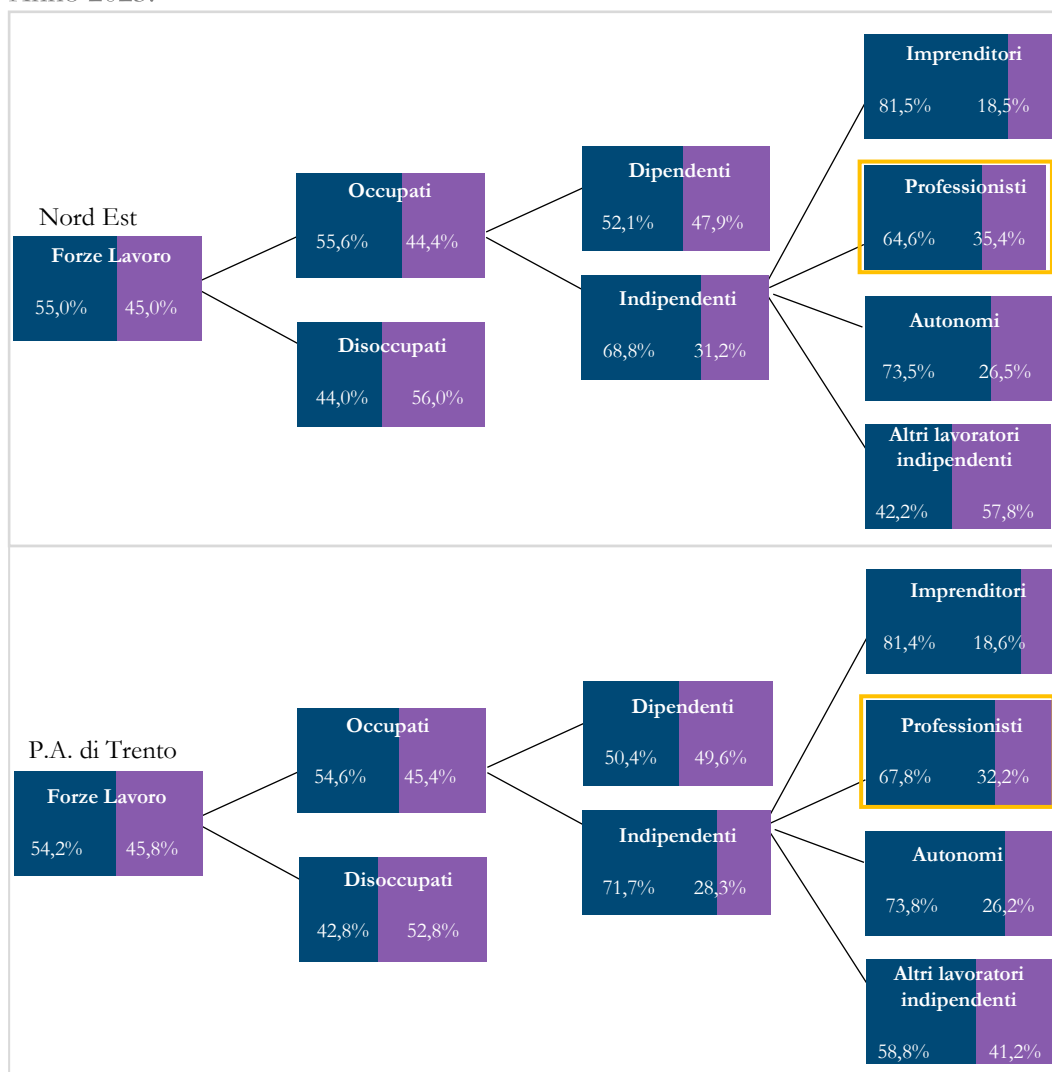 Anno 2023.
Nord Est
Forze Lavoro
55,0% 45,0%
Occupati
55,6% 44,4%
Disoccupati
44,0% 56,0%
Dipendenti
52,1% 47,9%
Indipendenti
68,8% 31,2%
Imprenditori
81,5% 18,5%
Professionisti
64,6% 35,4%
Autonomi
73,5% 26,5%
Altri lavoratori
indipendenti
42,2% 57,8%
P.A. di Trento
Forze Lavoro
54,2% 45,8%
Occupati
54,6% 45,4%
Disoccupati
42,8% 52,8%
Dipendenti
50,4% 49,6%
Indipendenti
71,7% 28,3%
Imprenditori
81,4% 18,6%
Professionisti
67,8% 32,2%
Autonomi
73,8% 26,2%
Altri lavoratori
indipendenti
58,8% 41,2%